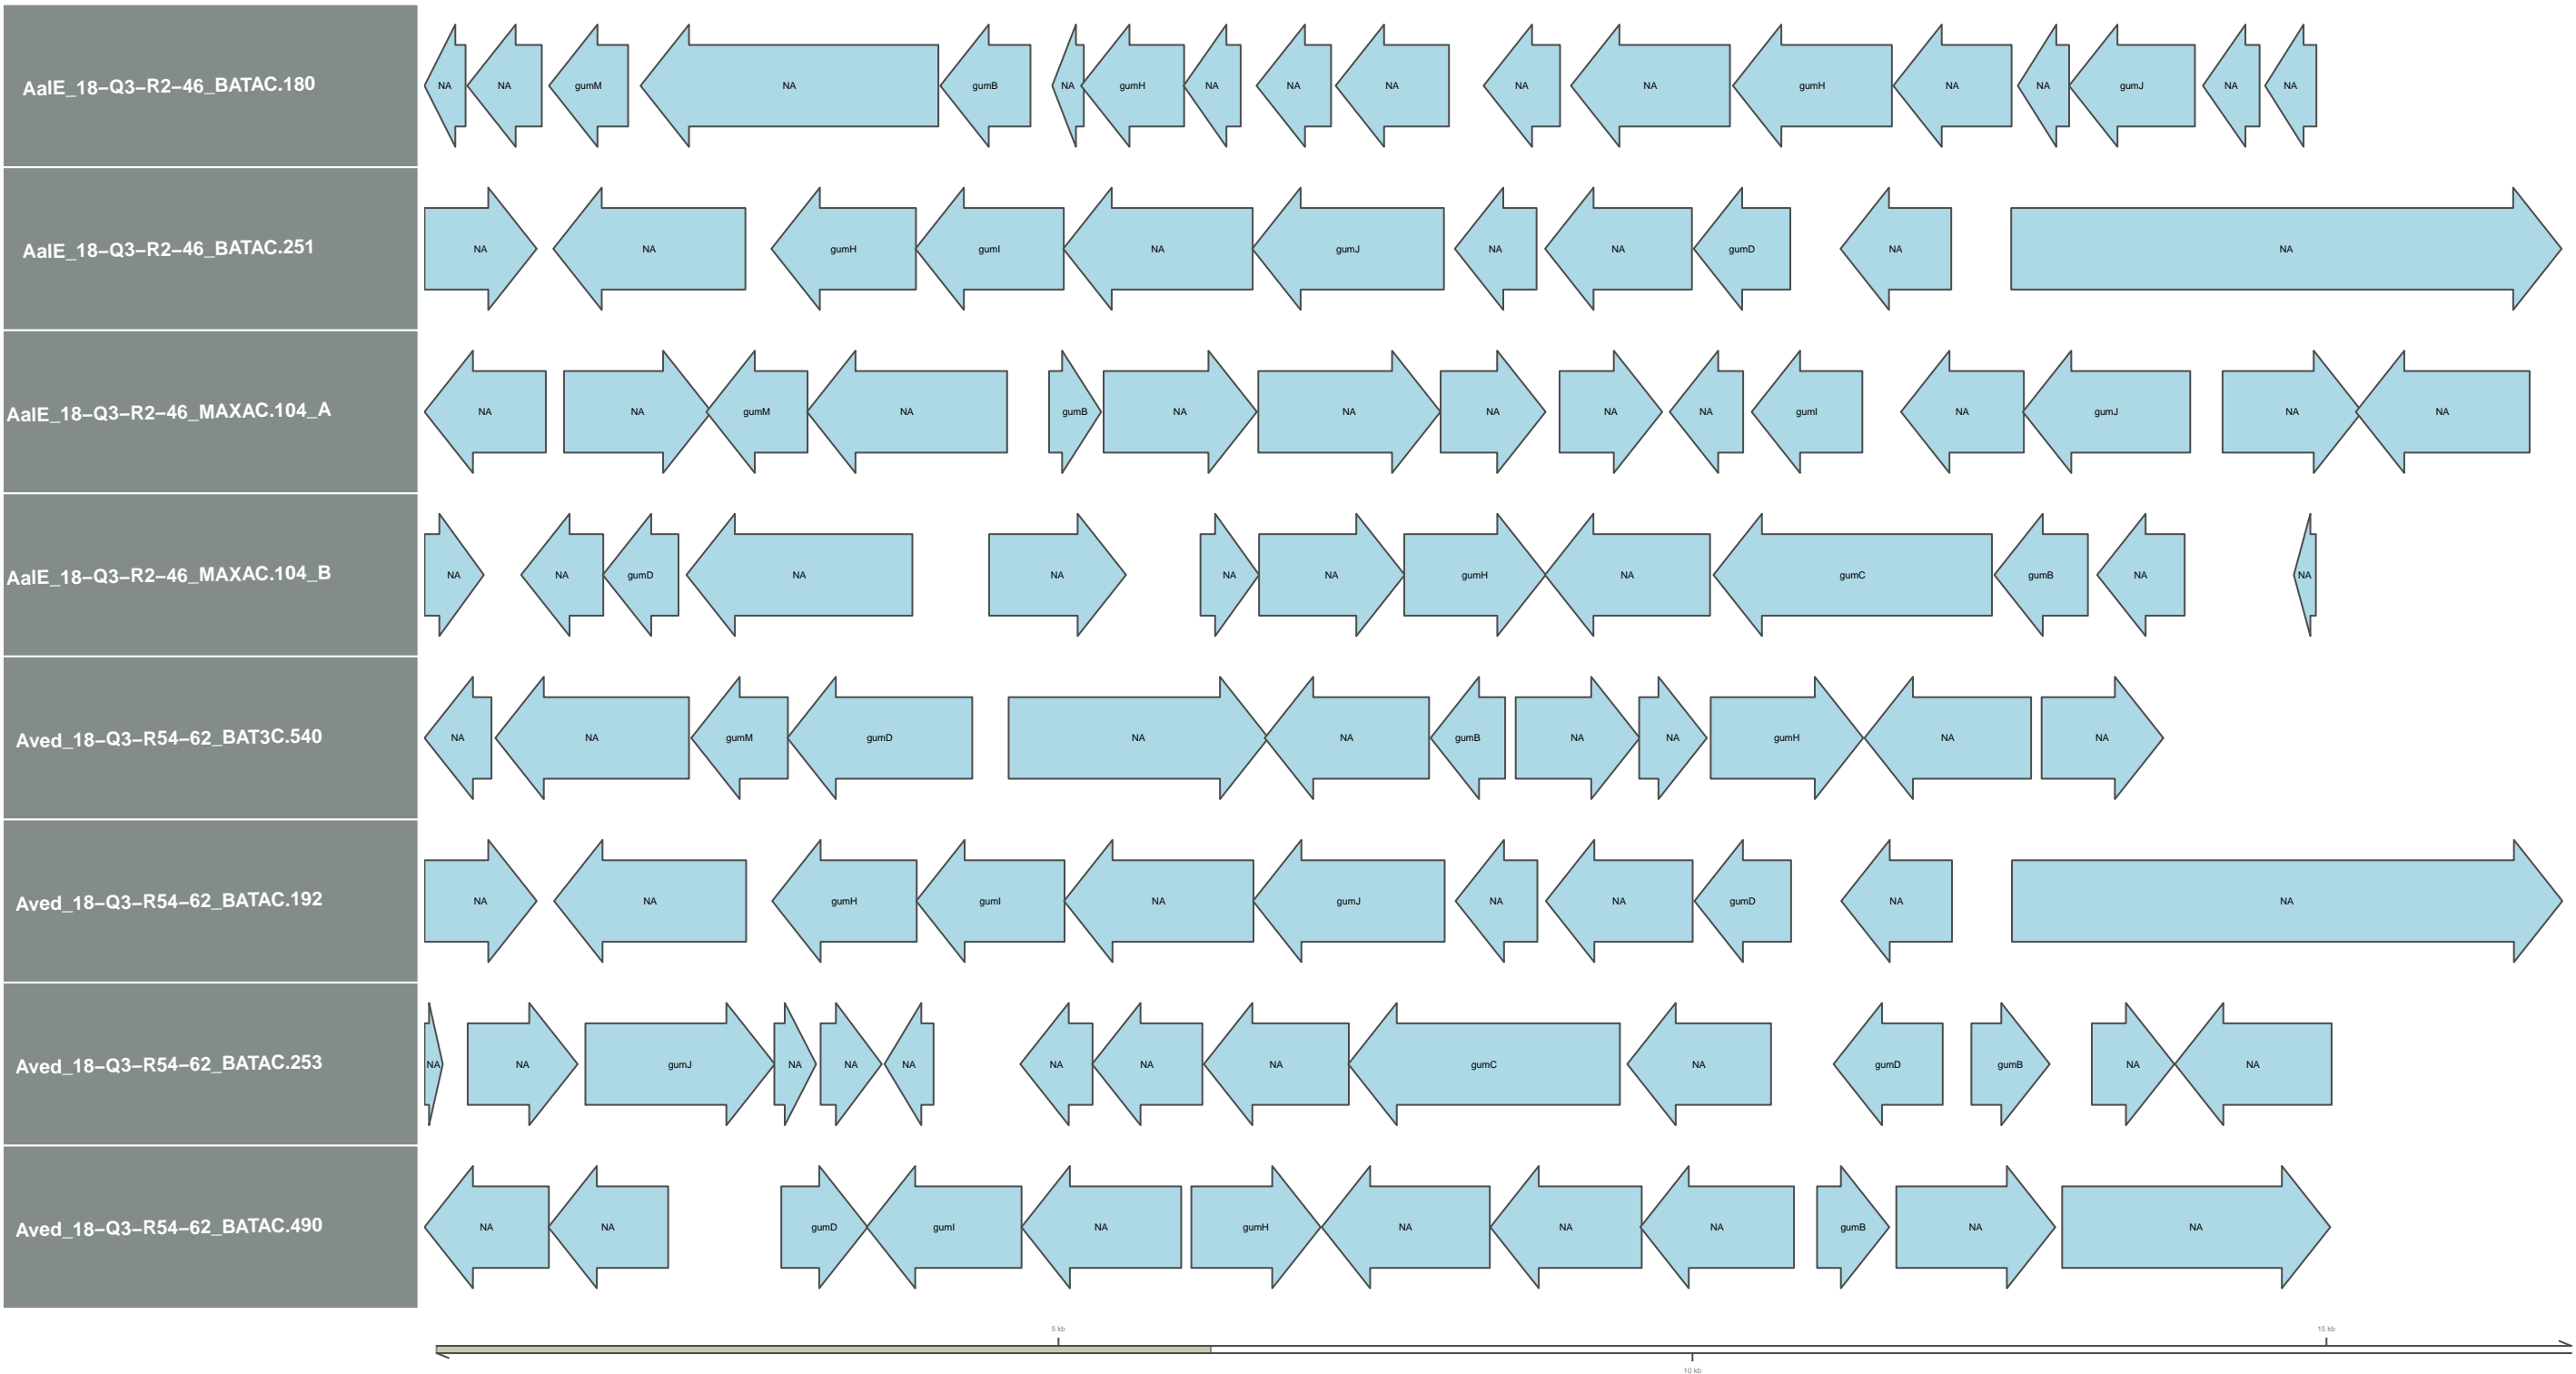 AalE_18−Q3−R2−46_BATAC.180
NA NA gumM NA gumB NA gumH NA NA NA NA NA gumH NA NA gumJ NA NA
AalE_18−Q3−R2−46_BATAC.251
NA NA gumH gumI NA gumJ NA NA gumD NA NA
AalE_18−Q3−R2−46_MAXAC.104_A
NA NA gumM NA gumB NA NA NA NA NA gumI NA gumJ NA NA
AalE_18−Q3−R2−46_MAXAC.104_B
NA NA gumD NA NA NA NA gumH NA gumC gumB NA NA
Aved_18−Q3−R54−62_BAT3C.540
NA NA gumM gumD NA NA gumB NA NA gumH NA NA
Aved_18−Q3−R54−62_BATAC.192
NA NA gumH gumI NA gumJ NA NA gumD NA NA
Aved_18−Q3−R54−62_BATAC.253
NA NA gumJ NA NA NA NA NA NA gumC NA gumD gumB NA NA
Aved_18−Q3−R54−62_BATAC.490
NA NA gumD gumI NA gumH NA NA NA gumB NA NA
5 kb 15 kb
10 kb